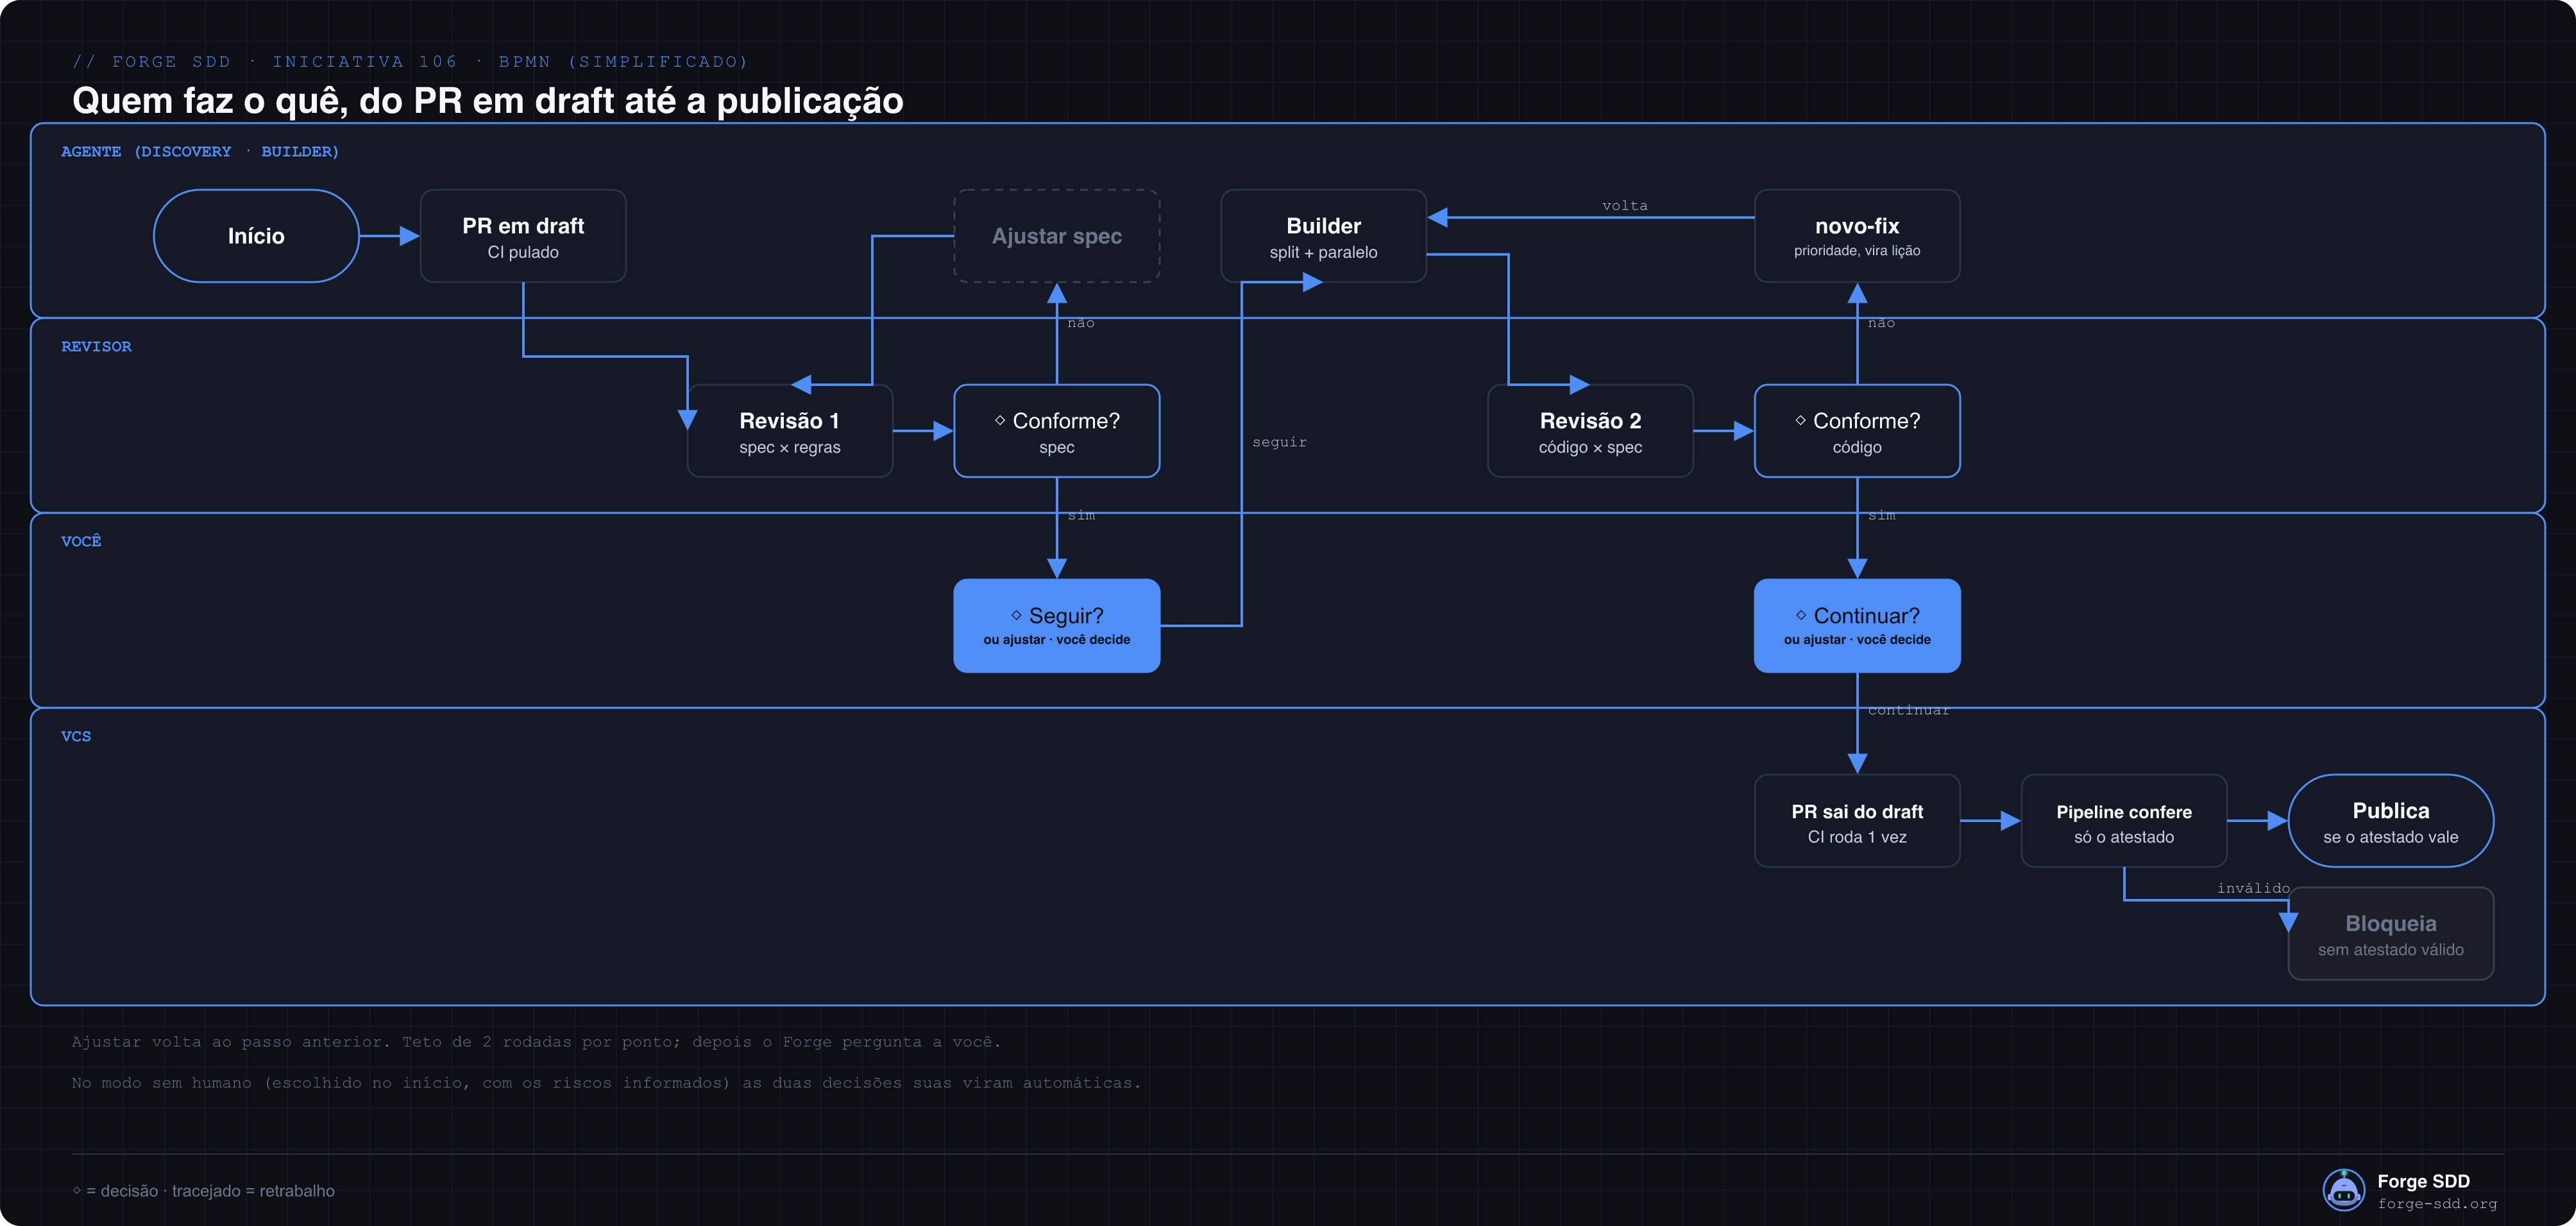 // FORGE SDD · INICIATIVA 106 · BPMN (SIMPLIFICADO)
Quem faz o quê, do PR em draft até a publicação
AGENTE (DISCOVERY · BUILDER)
Início
PR em draft
CI pulado
Ajustar spec
Builder
split + paralelo
volta
novo-fix
prioridade, vira lição
não
não
REVISOR
Revisão 1
spec × regras
◇ Conforme?
spec
seguir
Revisão 2
código × spec
◇ Conforme?
código
sim
sim
VOCÊ
◇ Seguir?
ou ajustar · você decide
◇ Continuar?
ou ajustar · você decide
continuar
VCS
PR sai do draft
CI roda 1 vez
Pipeline confere
só o atestado
Publica
se o atestado vale
inválido
Bloqueia
sem atestado válido
Ajustar volta ao passo anterior. Teto de 2 rodadas por ponto; depois o Forge pergunta a você.
No modo sem humano (escolhido no início, com os riscos informados) as duas decisões suas viram automáticas.
◇ = decisão · tracejado = retrabalho
Forge SDD
forge-sdd.org